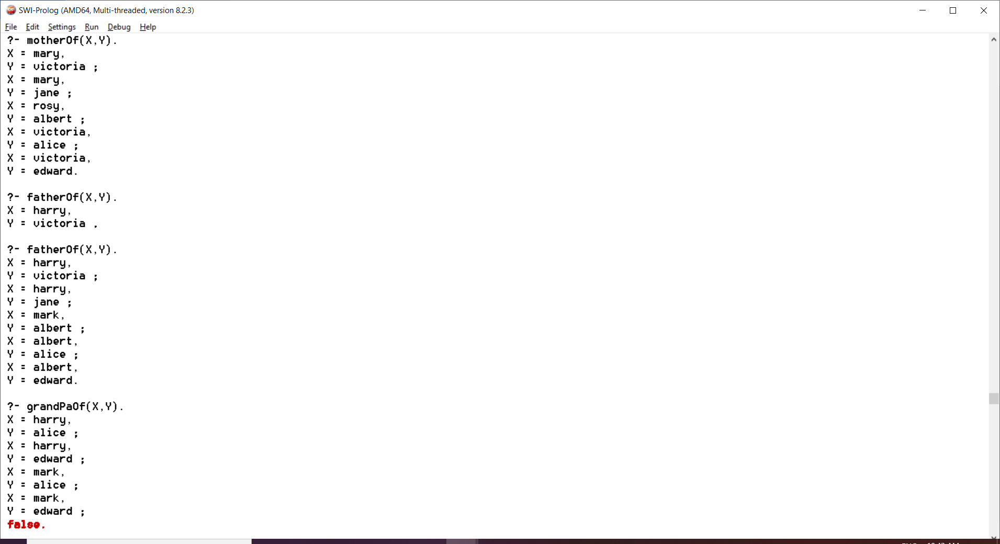 SWI-Prolog (AMD64, Multi-threaded, version 8.2.3)
File Edit Settings Run Debug Help
?- motherOf(X,Y).
X = mary,
Y = victoria ;
X = mary,
Y = jane ;
X = rosy,
Y = albert ;
X = victoria,
Y = alice ;
X = victoria,
Y = edward.
?- fatherOf(X,Y).
X = harry,
Y = victoria .
?- fatherOf(X,Y).
X = harry,
Y = victoria ;
X = harry,
Y = jane ;
X = mark,
Y = albert ;
X = albert,
Y = alice ;
X = albert,
Y = edward.
?- grandPaOf(X,Y).
X = harry,
Y = alice ;
X = harry,
Y = edward ;
X = mark,
Y = alice ;
X = mark,
Y = edward ;
false.